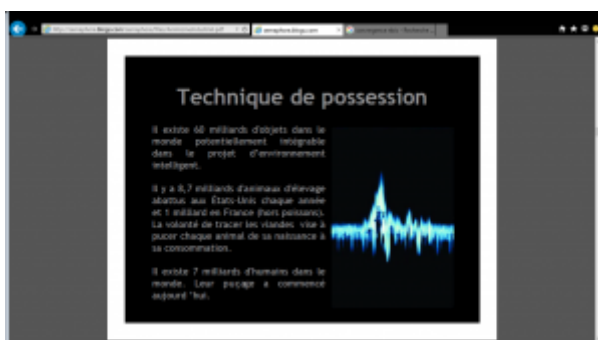 Technique de possession
Il existe 60 milliards d'objets dans le
monde potentiellement intégrable
dans le projet d'environnement
intelligent.
Il y a 8,7 milliards d'animaux d'élevage
abattus aux États-Unis chaque année
et 1 milliard en France (hors poissons).
La volonté de tracer les viandes vise à
pucer chaque animal de sa naissance à
sa consommation.
Il existe 7 milliards d'humains dans le
monde. Leur puçage a commencé
aujourd'hui.